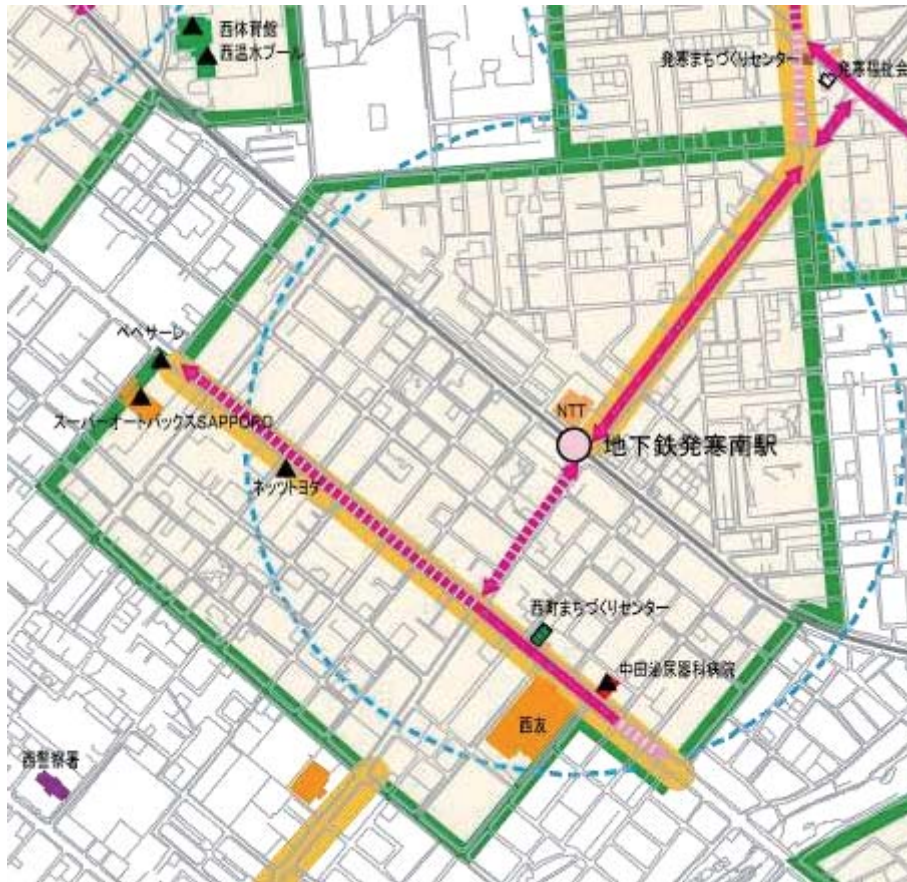 西体育館
西温水プール
発寒まちづくりセンター
発寒福祉会
ペペサーレ
スーパーオートバックスSAPPORO
ネッツトヨタ
NTT
地下鉄発寒南駅
西町まちづくりセンター
中田泌尿器科病院
西友
西警察署